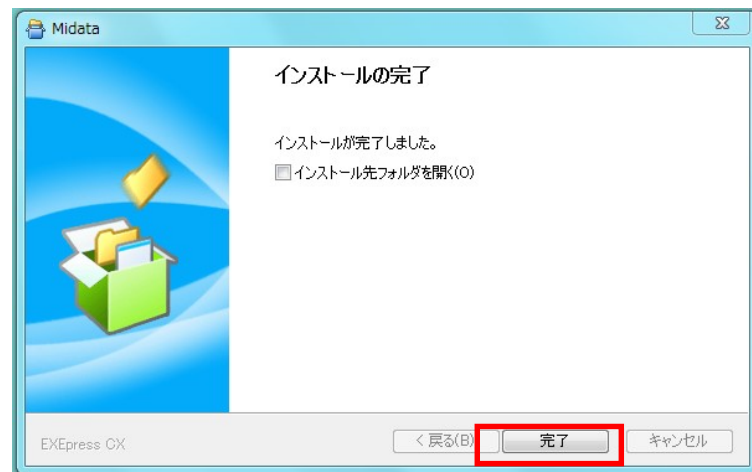 Midata
インストールの完了
インストールが完了しました。
インストール先フォルダを開く(O)
EXEpress CX
< 戻る(B)
完了
キャンセル